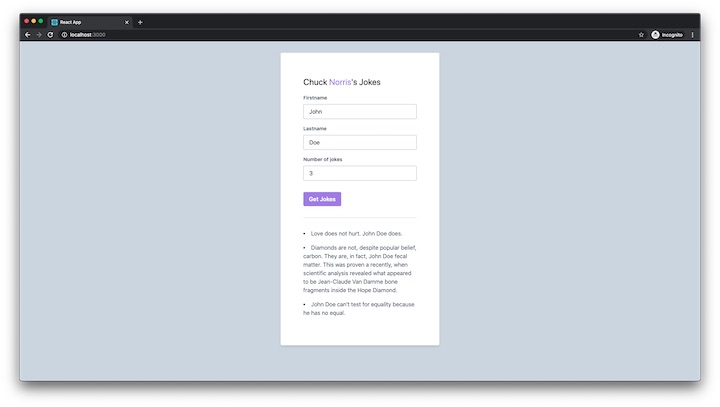 React App
localhost:3000
Incognito
Chuck Norris's Jokes
Firstname
John
Lastname
Doe
Number of jokes
3
Get Jokes
• Love does not hurt. John Doe does.
• Diamonds are not, despite popular belief,
carbon. They are, in fact, John Doe fecal
matter. This was proven a recently, when
scientific analysis revealed what appeared
to be Jean-Claude Van Damme bone
fragments inside the Hope Diamond.
• John Doe can't test for equality because
he has no equal.